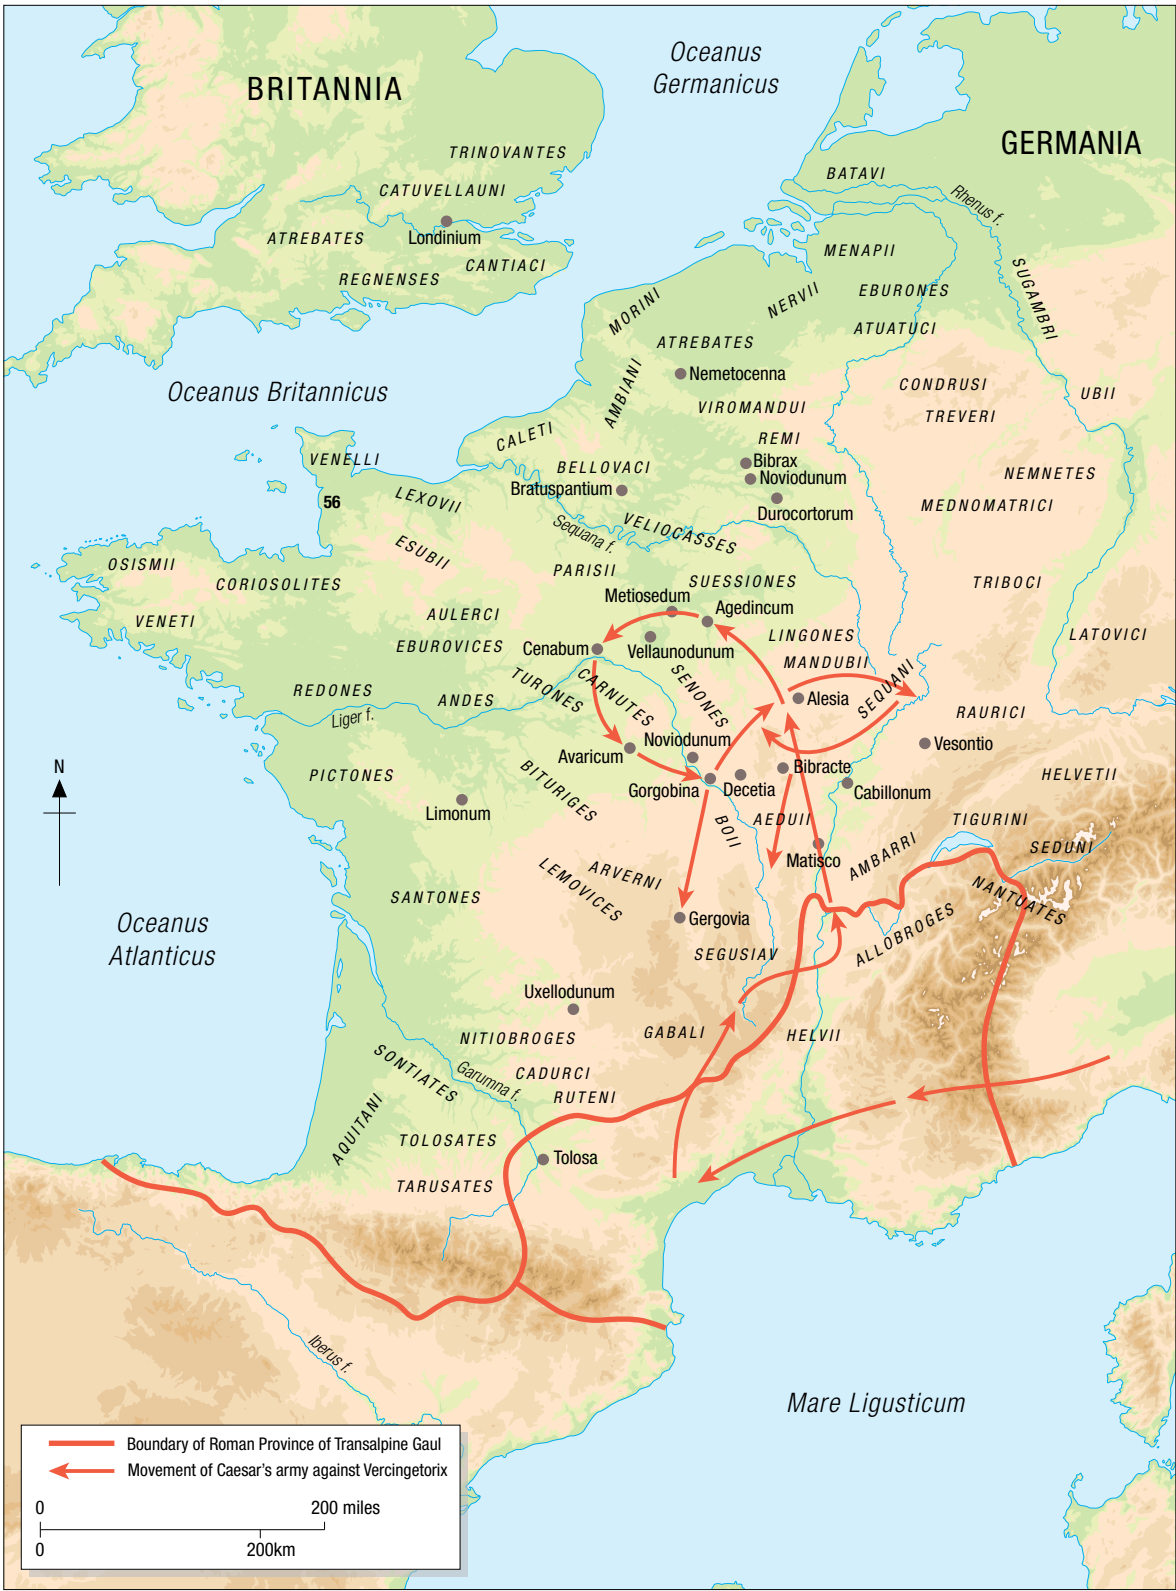 Oceanus
Germanicus
BRITANNIA
GERMANIA
TRINOVANTES
BATAVI
CATUVELLAUNI
Rhenus f.
ATREBATES
Londinium
MENAPII
CANTIACI
REGNENSES
SUGAMBRI
NERVII
EBURONES
MORINI
ATUATUCI
ATREBATES
Nemetocenna
Oceanus Britannicus
AMBIANI
CONDRUSI
UBII
VIROMANDUI
TREVERI
CALETI
REMI
VENELLI
BELLOVACI
Bibrax
NEMNETES
Noviodunum
Bratuspantium
LEXOVII
56
MEDNOMATRICI
Durocortorum
Sequana f.
VELIOCASSES
ESUBII
OSISMII
PARISII
CORIOSOLITES
SUESSIONES
TRIBOCI
Metiosedum
Agedincum
VENETI
AULERCI
LINGONES
LATOVICI
EBUROVICES
Cenabum
Vellaunodunum
MANDUBII
REDONES
ANDES
TURONES
CARNUTES
SENONES
SEQUANI
Alesia
Liger f.
RAURICI
Noviodunum
Vesontio
Avaricum
N
PICTONES
Bibracte
HELVETII
BITURIGES
Gorgobina
Decetia
Cabillonum
Limonum
BOII
AEDUII
TIGURINI
AMBARRI
SEDUNI
Matisco
ARVERNI
LEMOVICES
NANTUATES
SANTONES
Gergovia
ALLOBROGES
Oceanus
Atlanticus
SEGUSIAV
Uxellodunum
GABALI
HELVII
NITIOBROGES
SONTIATES
Garumna f.
CADURCI
RUTENI
AQUITANI
TOLOSATES
Tolosa
TARUSATES
Iberus f.
Mare Ligusticum
Boundary of Roman Province of Transalpine Gaul
Movement of Caesar's army against Vercingetorix
0 200 miles
0 200km